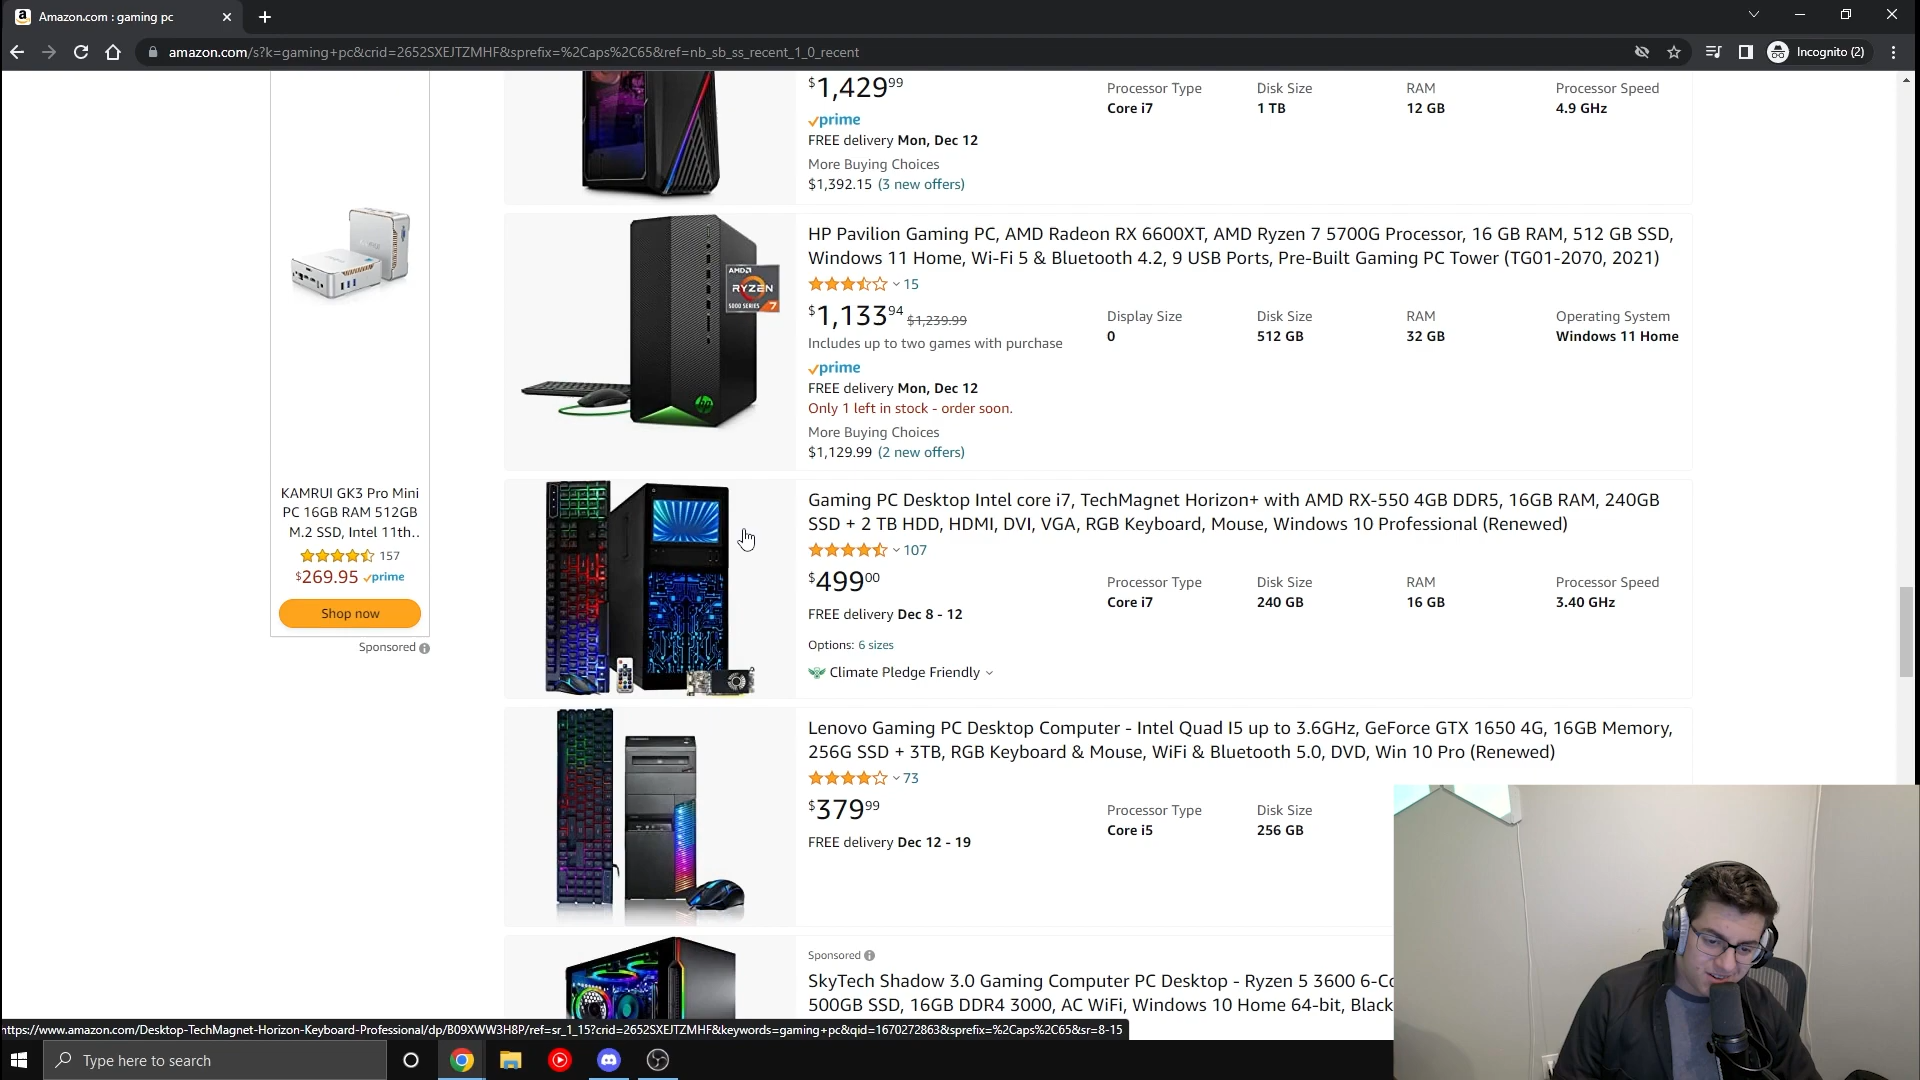 Amazon.com : gaming pc
amazon.com/s?k=gaming+pc&crid=2652SXEJTZMHF&sprefix=%2Caps%2C65&ref=nb_sb_ss_recent_1_0_recent
Incognito (2)
$1,429.99
prime
FREE delivery Mon, Dec 12
More Buying Choices
$1,392.15 (3 new offers)
Processor Type Disk Size RAM Processor Speed
Core i7 1 TB 12 GB 4.9 GHz
HP Pavilion Gaming PC, AMD Radeon RX 6600XT, AMD Ryzen 7 5700G Processor, 16 GB RAM, 512 GB SSD,
Windows 11 Home, Wi-Fi 5 & Bluetooth 4.2, 9 USB Ports, Pre-Built Gaming PC Tower (TG01-2070, 2021)
15
$1,133.94 $1,239.99
Includes up to two games with purchase
prime
FREE delivery Mon, Dec 12
Only 1 left in stock - order soon.
More Buying Choices
$1,129.99 (2 new offers)
Display Size Disk Size RAM Operating System
0 512 GB 32 GB Windows 11 Home
AMD
RYZEN
5000 SERIES 7
hp
KAMRUI GK3 Pro Mini
PC 16GB RAM 512GB
M.2 SSD, Intel 11th..
157
$269.95 prime
Shop now
Sponsored
Gaming PC Desktop Intel core i7, TechMagnet Horizon+ with AMD RX-550 4GB DDR5, 16GB RAM, 240GB
SSD + 2 TB HDD, HDMI, DVI, VGA, RGB Keyboard, Mouse, Windows 10 Professional (Renewed)
107
$499.00
FREE delivery Dec 8 - 12
Options: 6 sizes
Climate Pledge Friendly
Processor Type Disk Size RAM Processor Speed
Core i7 240 GB 16 GB 3.40 GHz
Lenovo Gaming PC Desktop Computer - Intel Quad I5 up to 3.6GHz, GeForce GTX 1650 4G, 16GB Memory,
256G SSD + 3TB, RGB Keyboard & Mouse, WiFi & Bluetooth 5.0, DVD, Win 10 Pro (Renewed)
73
$379.99
FREE delivery Dec 12 - 19
Processor Type Disk Size
Core i5 256 GB
Sponsored
SkyTech Shadow 3.0 Gaming Computer PC Desktop - Ryzen 5 3600 6-Co
500GB SSD, 16GB DDR4 3000, AC WiFi, Windows 10 Home 64-bit, Black
https://www.amazon.com/Desktop-TechMagnet-Horizon-Keyboard-Professional/dp/B09XWW3H8P/ref=sr_1_15?crid=2652SXEJTZMHF&keywords=gaming+pc&qid=1670272863&sprefix=%2Caps%2C65&sr=8-15
Type here to search